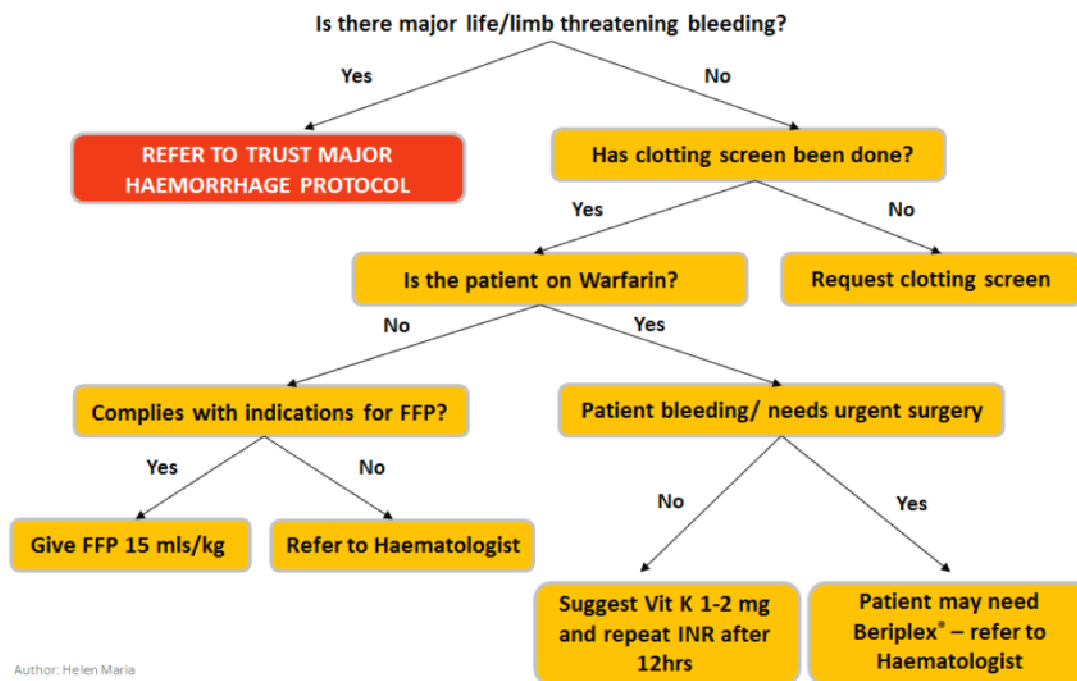 Is there major life/limb threatening bleeding?
Yes
No
REFER TO TRUST MAJOR
HAEMORRHAGE PROTOCOL
Has clotting screen been done?
Yes
No
Is the patient on Warfarin?
Request clotting screen
No
Yes
Complies with indications for FFP?
Patient bleeding/ needs urgent surgery
Yes
No
No
Yes
Give FFP 15 mls/kg
Refer to Haematologist
Suggest Vit K 1-2 mg
and repeat INR after
12hrs
Patient may need
Beriplex® – refer to
Haematologist
Author: Helen Maria